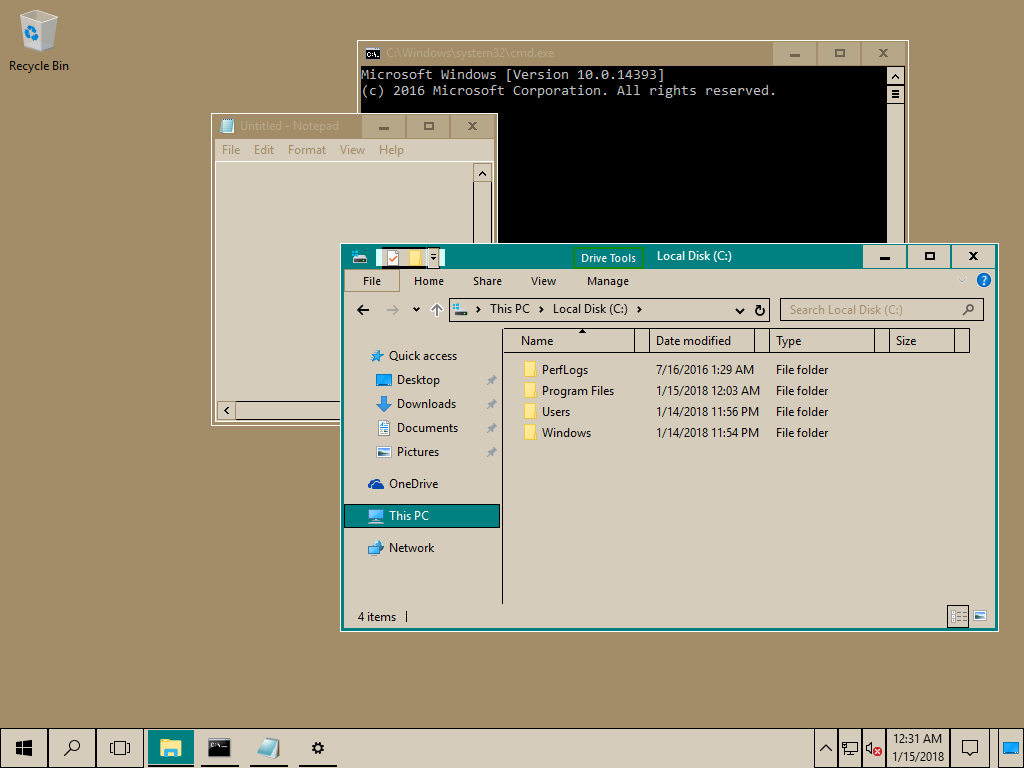 Recycle Bin
C:\Windows\system32\cmd.exe
Microsoft Windows [Version 10.0.14393]
(c) 2016 Microsoft Corporation. All rights reserved.
Untitled - Notepad
File Edit Format View Help
Drive Tools Local Disk (C:)
File Home Share View Manage
This PC Local Disk (C:) Search Local Disk (C:)
Name Date modified Type Size
Quick access
Desktop
Downloads
Documents
Pictures
OneDrive
This PC
Network
PerfLogs 7/16/2016 1:29 AM File folder
Program Files 1/15/2018 12:03 AM File folder
Users 1/14/2018 11:56 PM File folder
Windows 1/14/2018 11:54 PM File folder
4 items
12:31 AM
1/15/2018